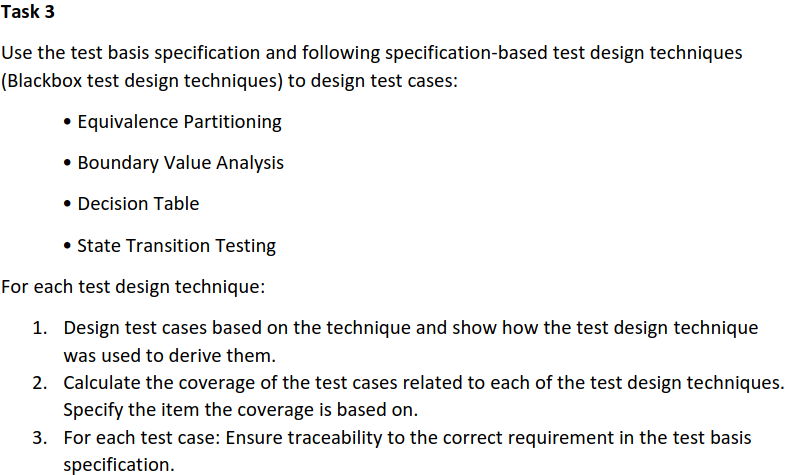 Task 3
Use the test basis specification and following specification-based test design techniques
(Blackbox test design techniques) to design test cases:
• Equivalence Partitioning
• Boundary Value Analysis
• Decision Table
• State Transition Testing
For each test design technique:
1. Design test cases based on the technique and show how the test design technique
was used to derive them.
2. Calculate the coverage of the test cases related to each of the test design techniques.
Specify the item the coverage is based on.
3. For each test case: Ensure traceability to the correct requirement in the test basis
specification.